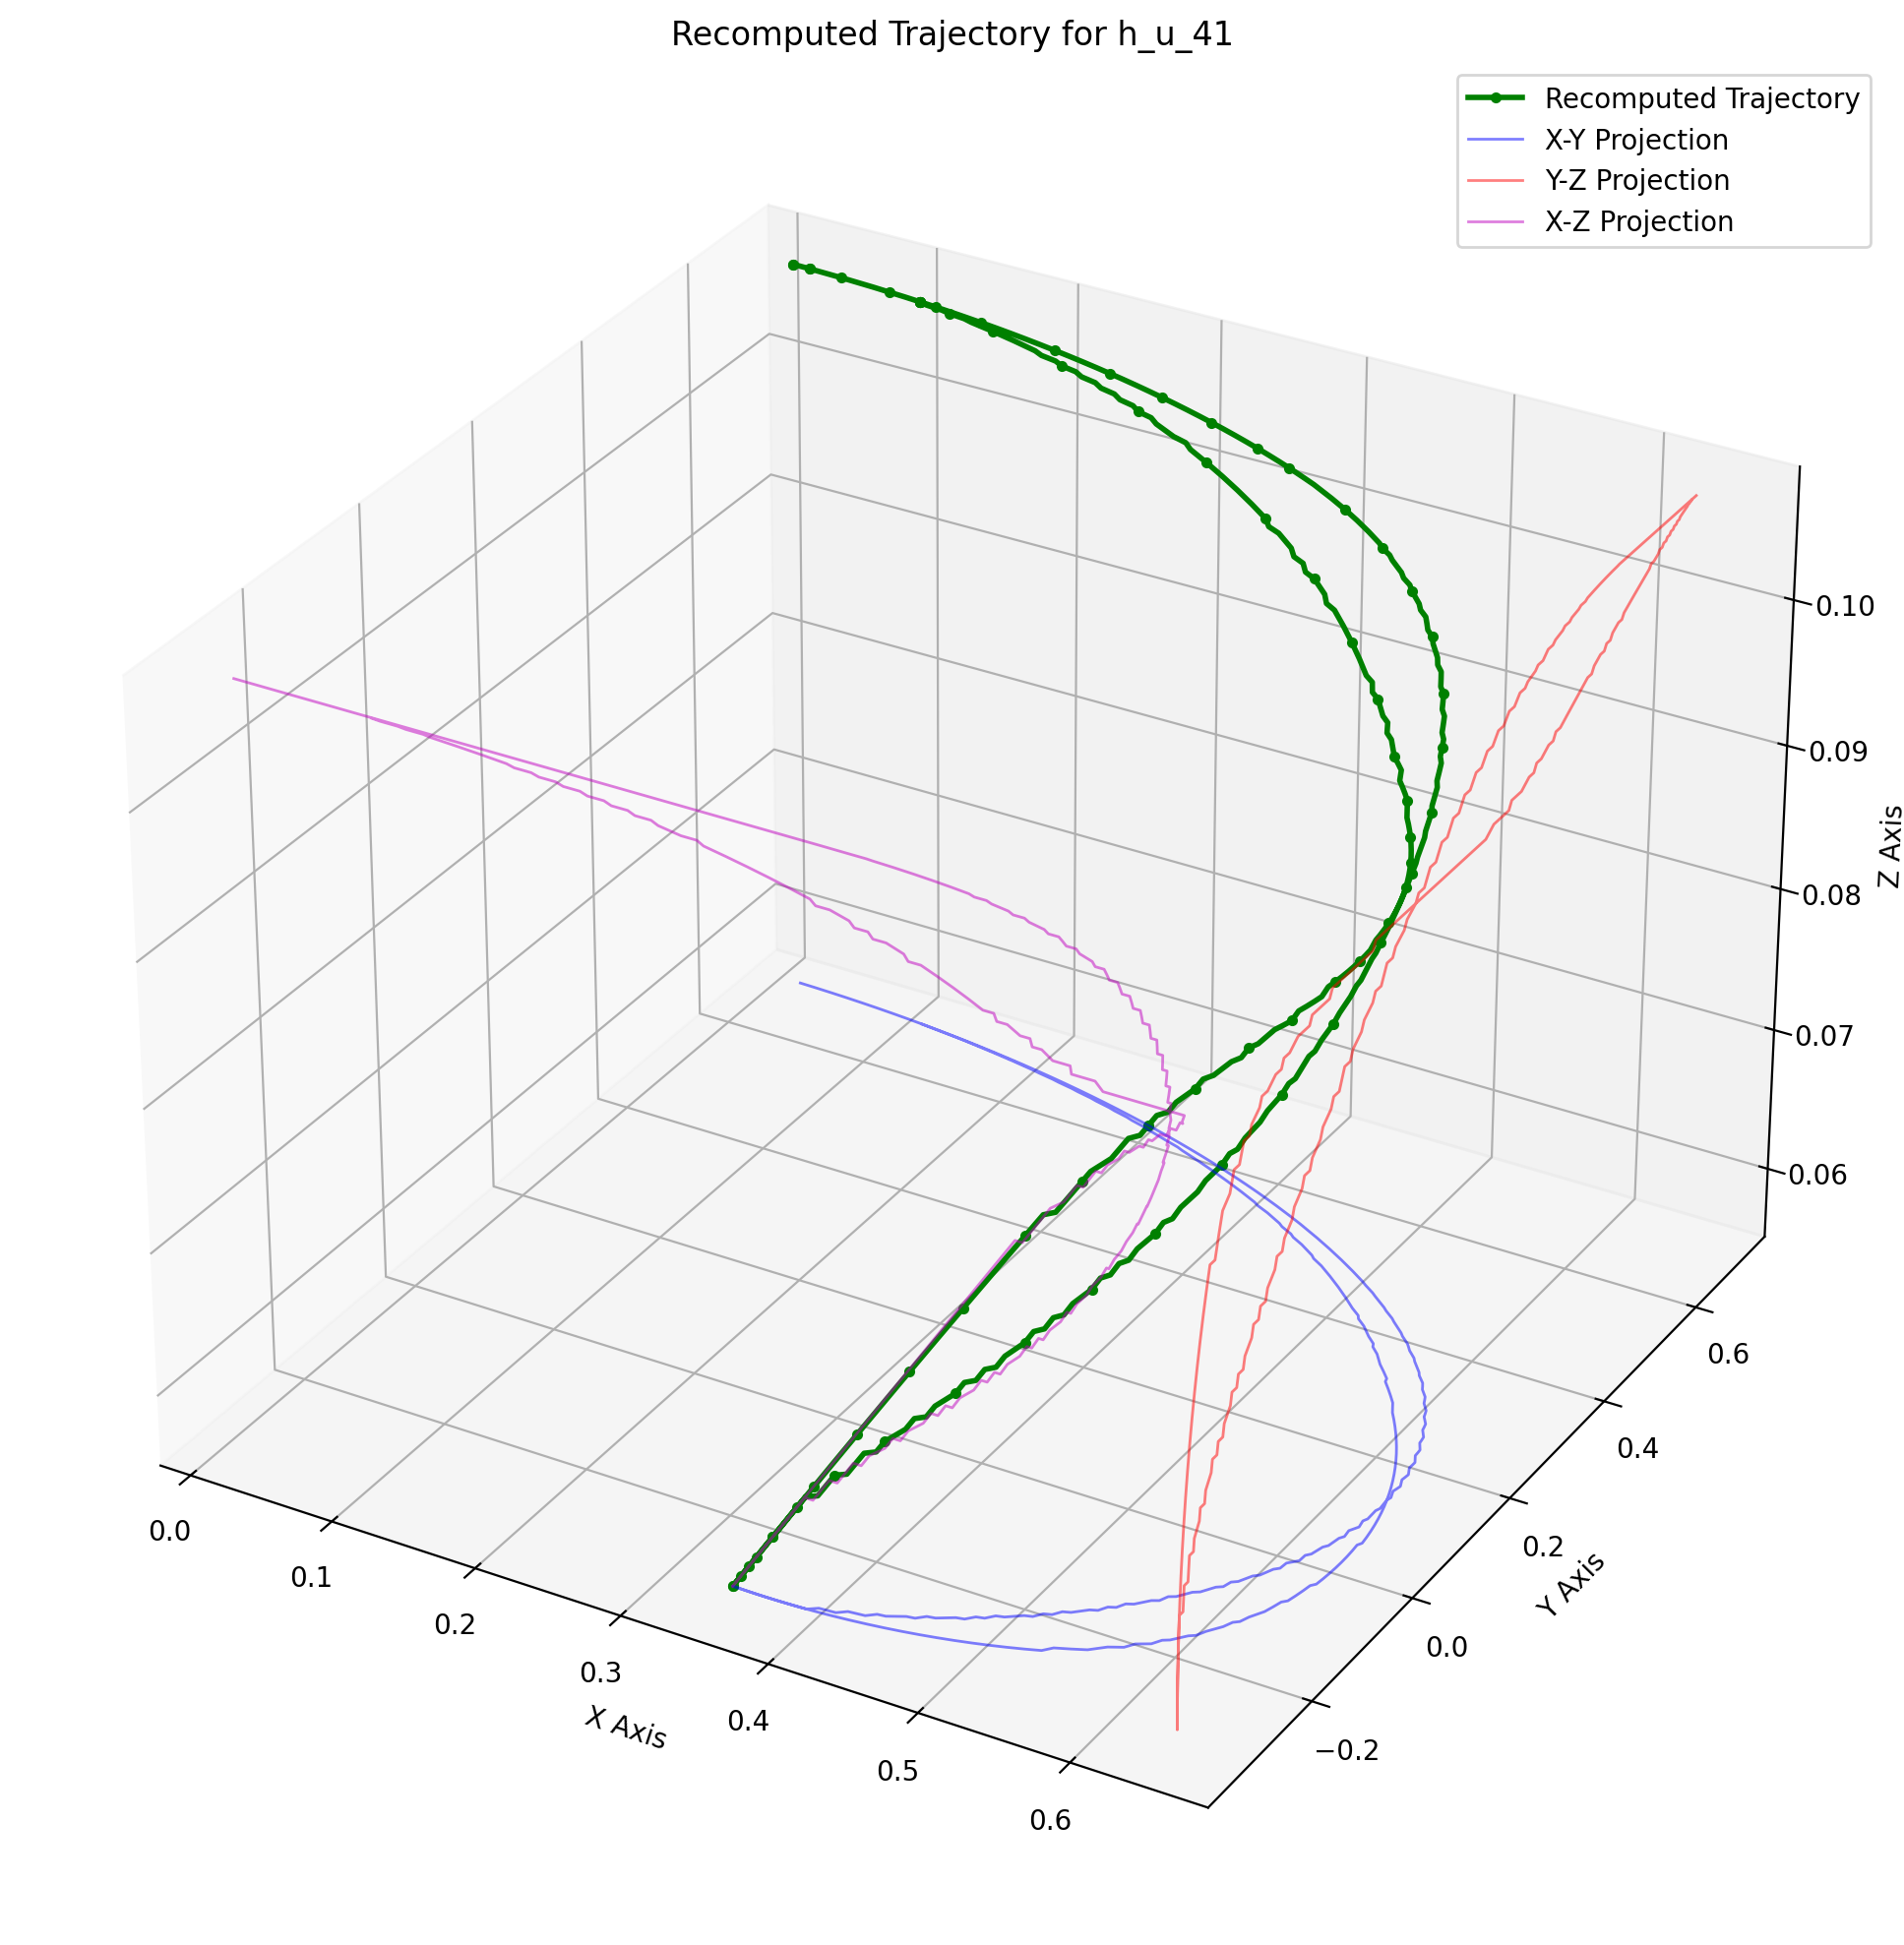 Recomputed Trajectory for h_u_41
Recomputed Trajectory
X-Y Projection
Y-Z Projection
X-Z Projection
0.10
0.09
0.08
0.07
0.06
Z Axis
0.6
0.4
0.2
0.0
−0.2
Y Axis
0.0
0.1
0.2
0.3
0.4
0.5
0.6
X Axis